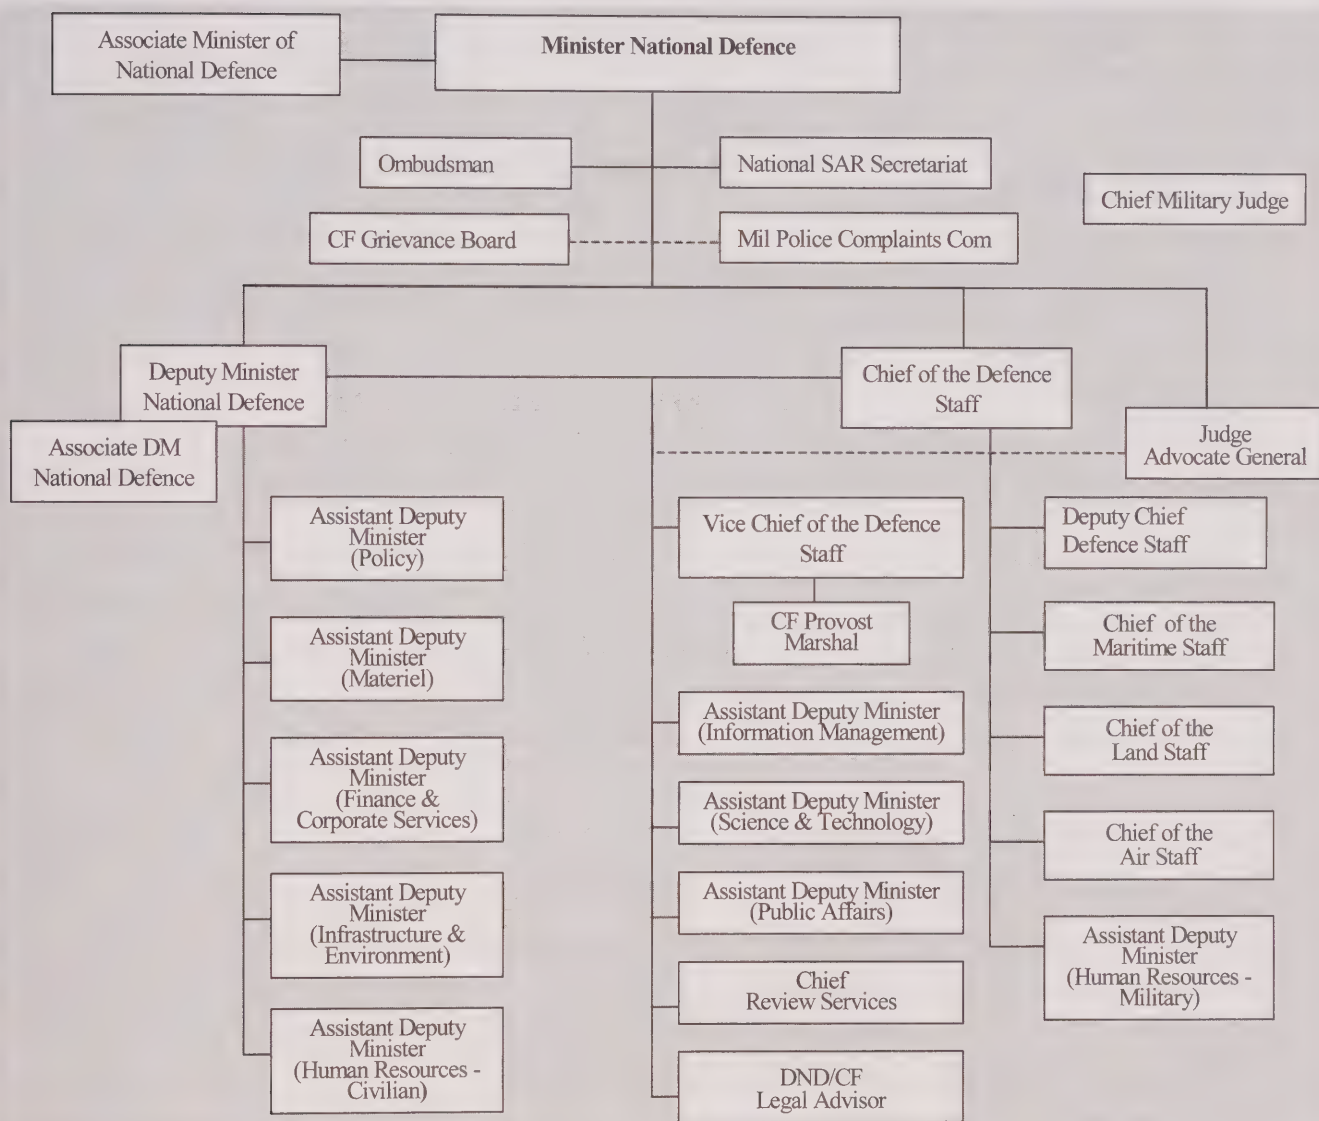 Associate Minister of
National Defence
Minister National Defence
Ombudsman
National SAR Secretariat
Chief Military Judge
CF Grievance Board
Mil Police Complaints Com
Deputy Minister
National Defence
Chief of the Defence
Staff
Associate DM
National Defence
Judge
Advocate General
Assistant Deputy
Minister
(Policy)
Assistant Deputy
Minister
(Materiel)
Assistant Deputy
Minister
(Finance &
Corporate Services)
Assistant Deputy
Minister
(Infrastructure &
Environment)
Assistant Deputy
Minister
(Human Resources -
Civilian)
Vice Chief of the Defence
Staff
CF Provost
Marshal
Assistant Deputy Minister
(Information Management)
Assistant Deputy Minister
(Science & Technology)
Assistant Deputy Minister
(Public Affairs)
Chief
Review Services
DND/CF
Legal Advisor
Deputy Chief
Defence Staff
Chief of the
Maritime Staff
Chief of the
Land Staff
Chief of the
Air Staff
Assistant Deputy
Minister
(Human Resources -
Military)